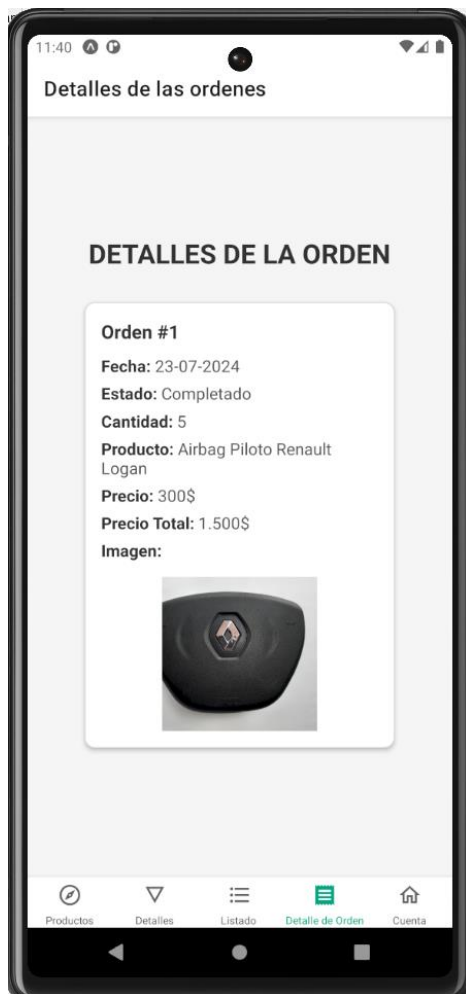 11:40
Detalles de las ordenes
DETALLES DE LA ORDEN
Orden #1
Fecha: 23-07-2024
Estado: Completado
Cantidad: 5
Producto: Airbag Piloto Renault
Logan
Precio: 300$
Precio Total: 1.500$
Imagen:
Productos
Detalles
Listado
Detalle de Orden
Cuenta